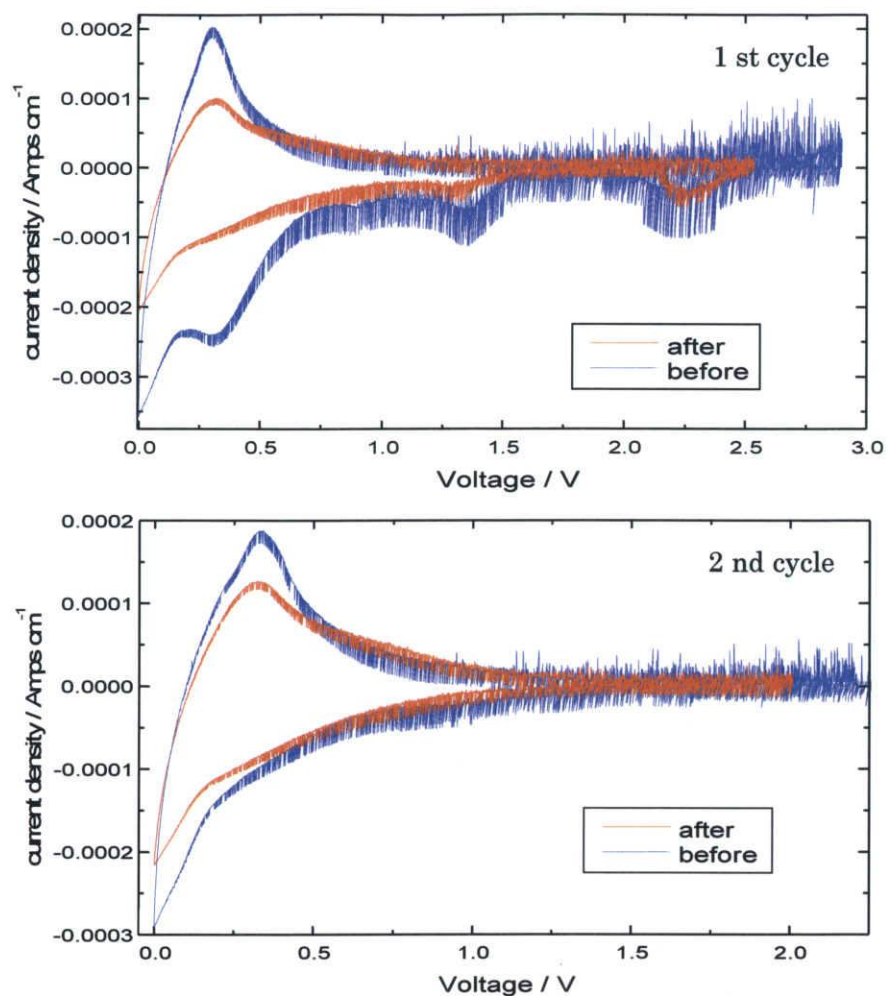 0.0002
0.0001
0.0000
-0.0001
-0.0002
-0.0003
current density / Amps cm-1
1 st cycle
after
before
0.0 0.5 1.0 1.5 2.0 2.5 3.0
Voltage / V
0.0002
0.0001
0.0000
-0.0001
-0.0002
-0.0003
current density / Amps cm-1
2 nd cycle
after
before
0.0 0.5 1.0 1.5 2.0
Voltage / V